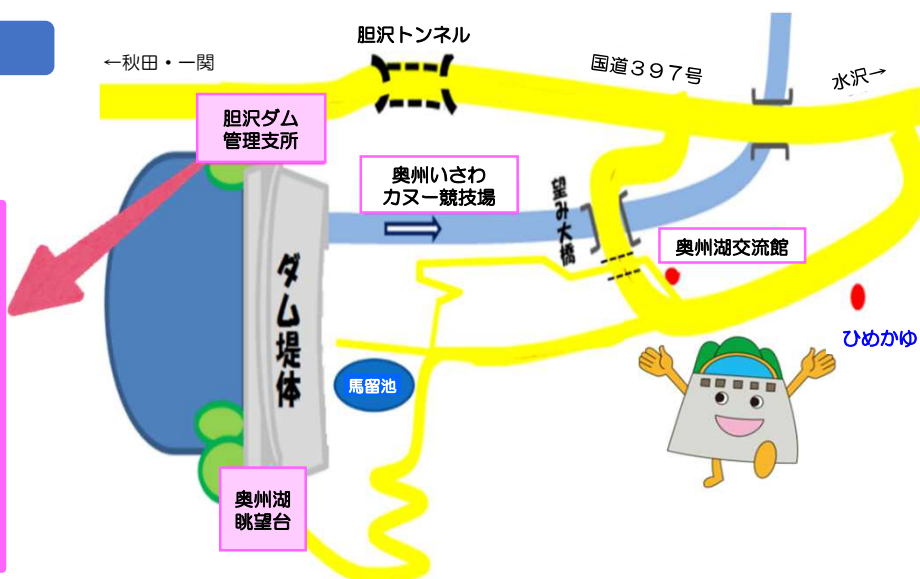 胆沢トンネル
←秋田・一関
国道397号
水沢→
胆沢ダム
管理支所
奥州いさわ
カヌー競技場
望み大橋
奥州湖交流館
ダム堤体
ひめかゆ
馬留池
奥州湖
眺望台